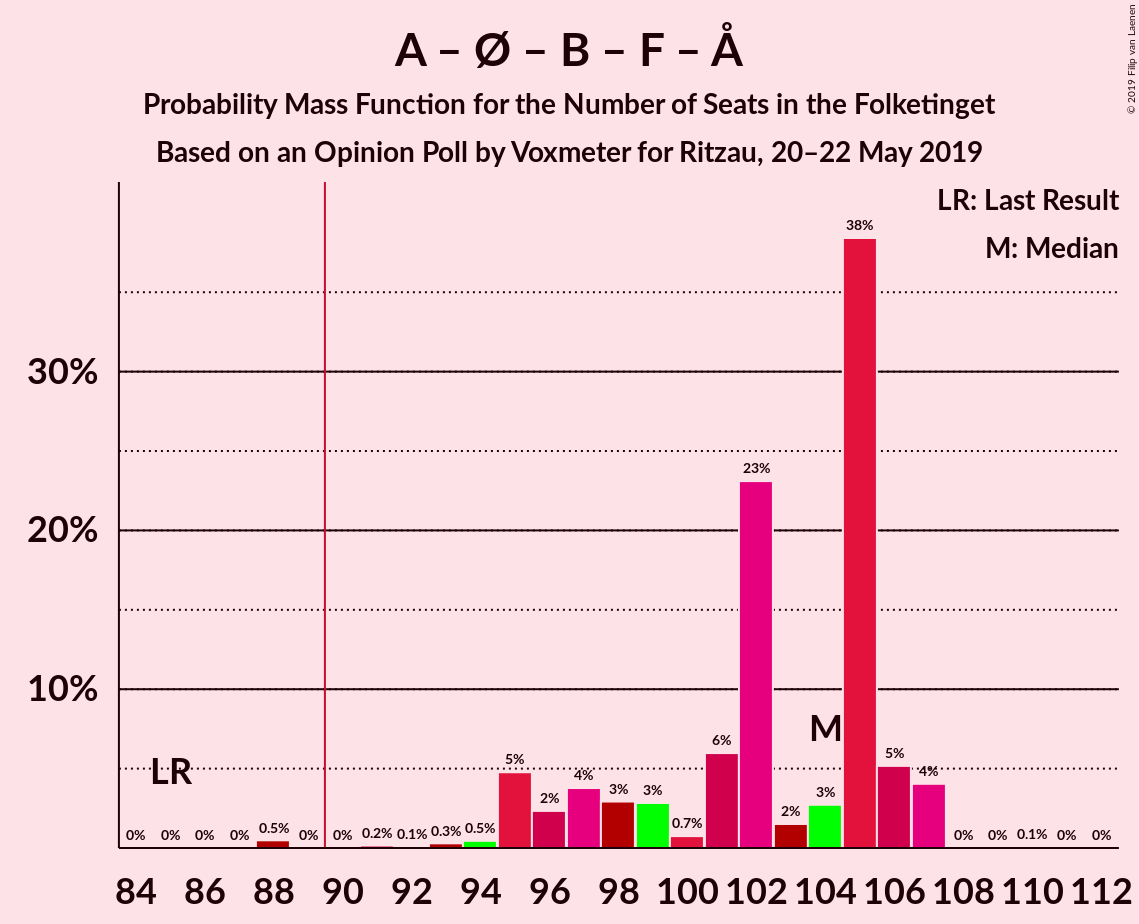 A – Ø – B – F – Å
Probability Mass Function for the Number of Seats in the Folketinget
Based on an Opinion Poll by Voxmeter for Ritzau, 20–22 May 2019
© 2019 Filip van Laenen
LR: Last Result
M: Median
30%
20%
10%
LR
M
0% 0% 0% 0% 0.5% 0% 0% 0.2% 0.1% 0.3% 0.5% 5% 2% 4% 3% 3% 0.7% 6% 23% 2% 3% 38% 5% 4% 0% 0% 0.1% 0% 0%
84 86 88 90 92 94 96 98 100 102 104 106 108 110 112